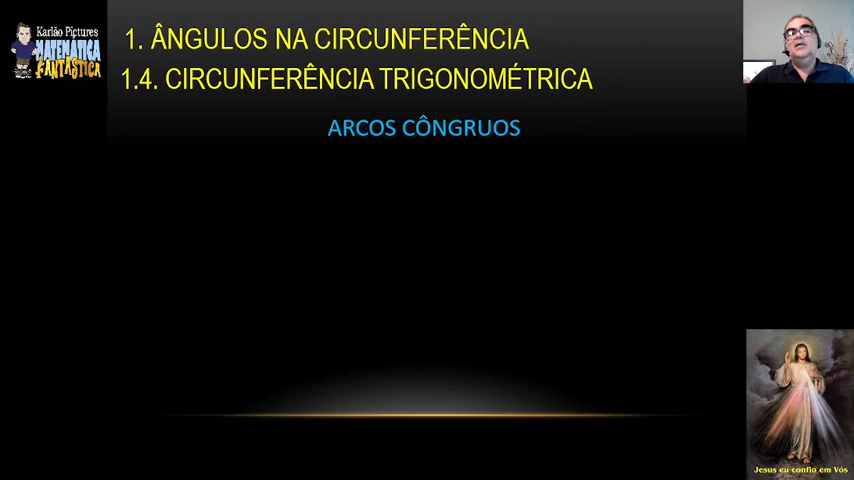 Karlão Pictures
MATEMÁTICA
FANTÁSTICA
1. ÂNGULOS NA CIRCUNFERÊNCIA
1.4. CIRCUNFERÊNCIA TRIGONOMÉTRICA
ARCOS CÔNGRUOS
Jesus eu confio em Vós